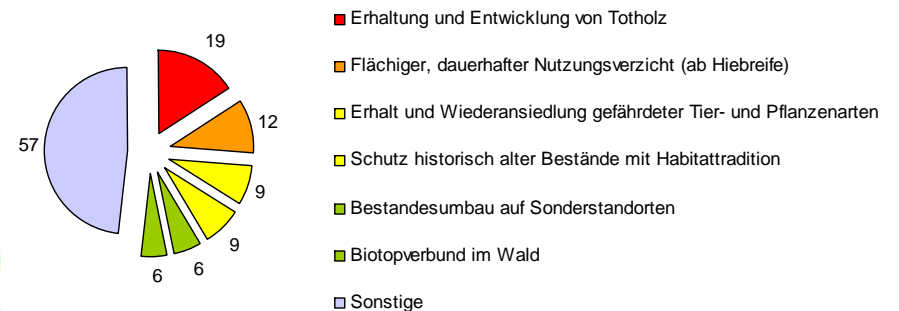 19
12
9
9
6
6
57
Erhaltung und Entwicklung von Totholz
Flächiger, dauerhafter Nutzungsverzicht (ab Hiebreife)
Erhalt und Wiederansiedlung gefährdeter Tier- und Pflanzenarten
Schutz historisch alter Bestände mit Habitattradition
Bestandesumbau auf Sonderstandorten
Biotopverbund im Wald
Sonstige